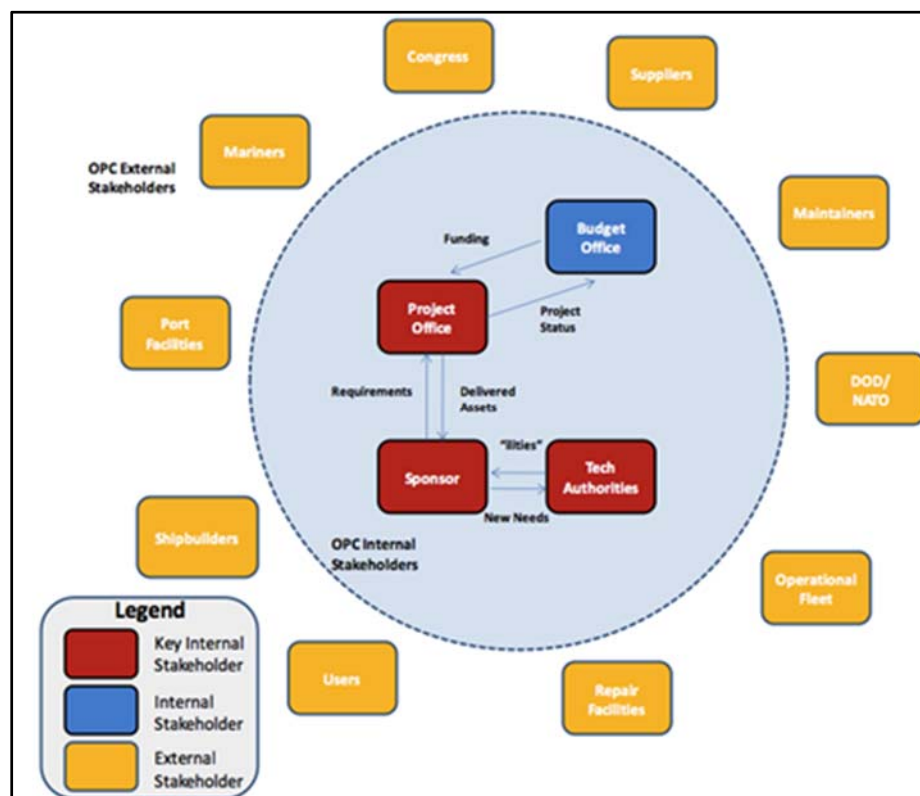 Congress
Suppliers
Mariners
OPC External
Stakeholders
Maintainers
Budget
Office
Funding
Project
Office
Project
Status
Port
Facilities
DOD/
NATO
Requirements
Delivered
Assets
"ilities"
Sponsor
Tech
Authorities
New Needs
Shipbuilders
OPC Internal
Stakeholders
Operational
Fleet
Users
Repair
Facilities
Legend
Key Internal
Stakeholder
Internal
Stakeholder
External
Stakeholder